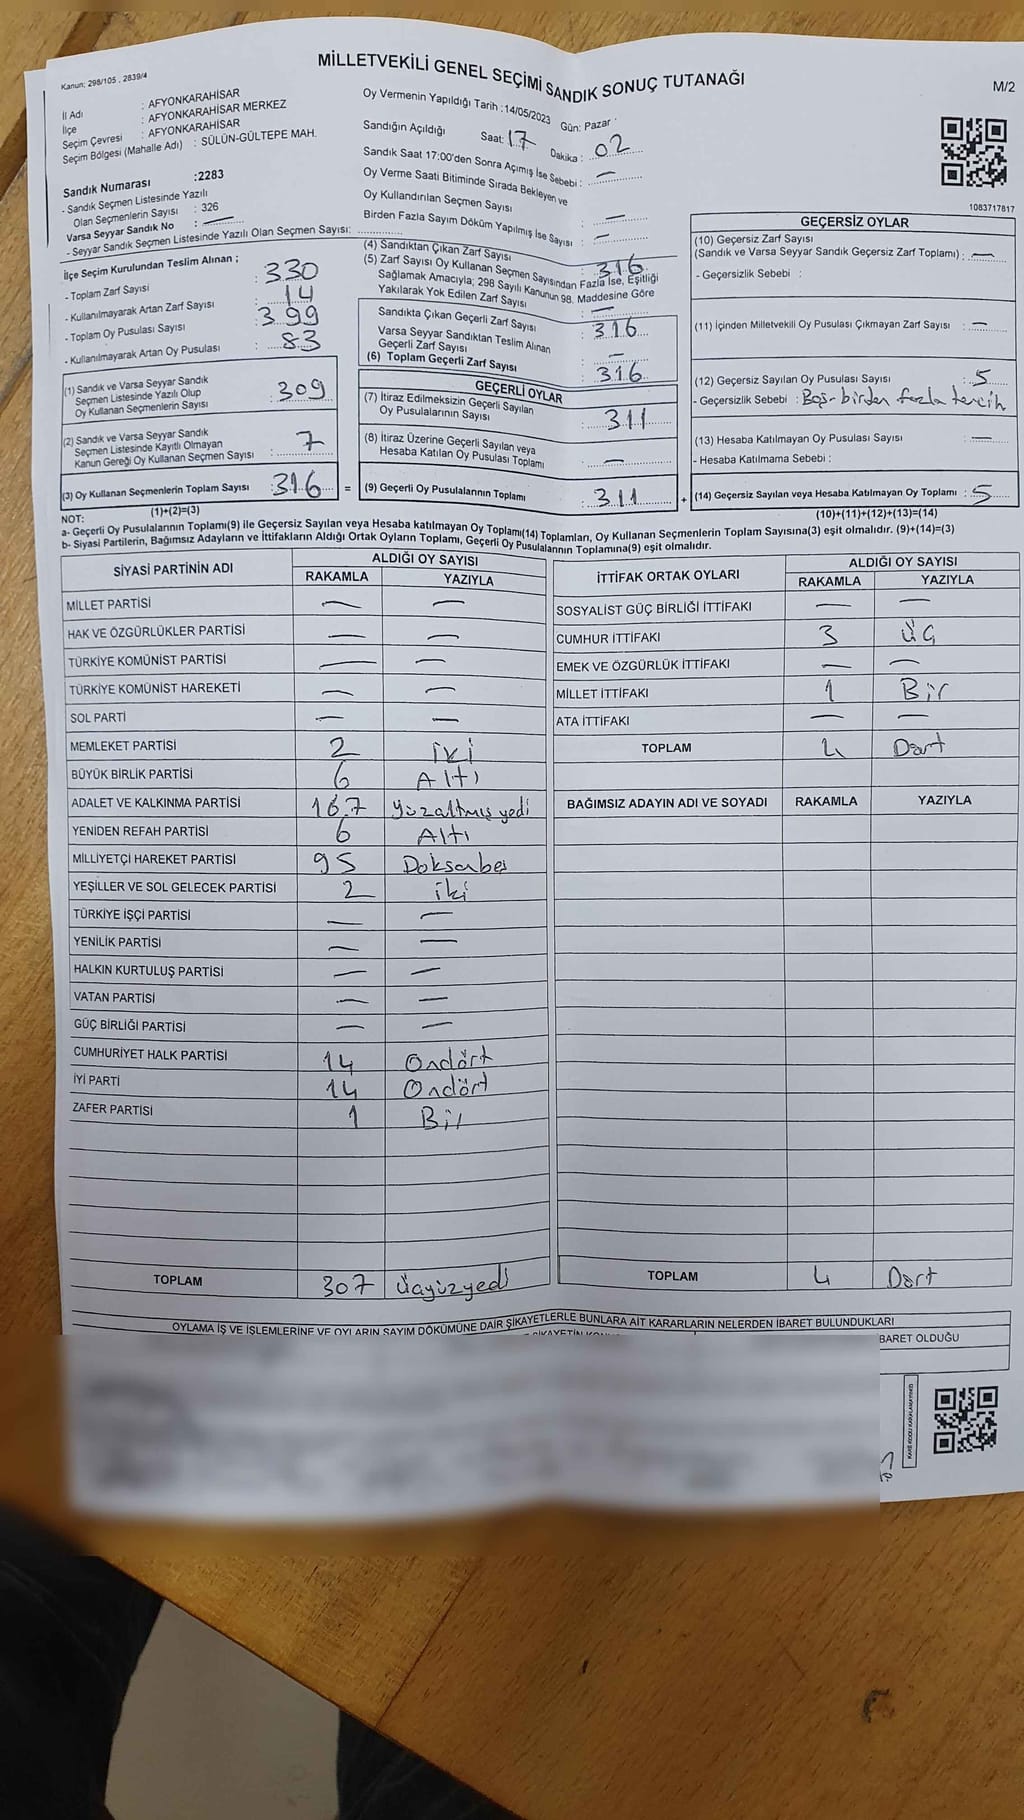 Kanun: 298/105 , 2839/4
MİLLETVEKİLİ GENEL SEÇİMİ SANDIK SONUÇ TUTANAĞI
M/2
İl Adı : AFYONKARAHİSAR
İlçe : AFYONKARAHİSAR MERKEZ
Seçim Çevresi : AFYONKARAHİSAR
Seçim Bölgesi (Mahalle Adı) : SÜLÜN-GÜLTEPE MAH.
Oy Vermenin Yapıldığı Tarih :14/05/2023 Gün: Pazar
Sandığın Açıldığı Saat: 17 Dakika : 02
Sandık Saat 17:00'den Sonra Açımış İse Sebebi : —
Oy Verme Saati Bitiminde Sırada Bekleyen ve
Oy Kullandırılan Seçmen Sayısı : —
Birden Fazla Sayım Döküm Yapılmış İse Sayısı : —
1083717817
Sandık Numarası :2283
- Sandık Seçmen Listesinde Yazılı
Olan Seçmenlerin Sayısı : 326
Varsa Seyyar Sandık No : —
- Seyyar Sandık Seçmen Listesinde Yazılı Olan Seçmen Sayısı:
İlçe Seçim Kurulundan Teslim Alınan ;
- Toplam Zarf Sayısı : 330
- Kullanılmayarak Artan Zarf Sayısı : 14
- Toplam Oy Pusulası Sayısı : 399
- Kullanılmayarak Artan Oy Pusulası : 83
(1) Sandık ve Varsa Seyyar Sandık
Seçmen Listesinde Yazılı Olup
Oy Kullanan Seçmenlerin Sayısı : 309
(2) Sandık ve Varsa Seyyar Sandık
Seçmen Listesinde Kayıtlı Olmayan
Kanun Gereği Oy Kullanan Seçmen Sayısı : 7
(3) Oy Kullanan Seçmenlerin Toplam Sayısı : 316 =
(1)+(2)=(3)
(4) Sandıktan Çıkan Zarf Sayısı : 316
(5) Zarf Sayısı Oy Kullanan Seçmen Sayısından Fazla İse, Eşitliği
Sağlamak Amacıyla; 298 Sayılı Kanunun 98. Maddesine Göre
Yakılarak Yok Edilen Zarf Sayısı : —
Sandıkta Çıkan Geçerli Zarf Sayısı : 316
Varsa Seyyar Sandıktan Teslim Alınan
Geçerli Zarf Sayısı : —
(6) Toplam Geçerli Zarf Sayısı : 316
GEÇERLİ OYLAR
(7) İtiraz Edilmeksizin Geçerli Sayılan
Oy Pusulalarının Sayısı : 311
(8) İtiraz Üzerine Geçerli Sayılan veya
Hesaba Katılan Oy Pusulası Toplamı : —
(9) Geçerli Oy Pusulalarının Toplamı : 311 +
GEÇERSİZ OYLAR
(10) Geçersiz Zarf Sayısı
(Sandık ve Varsa Seyyar Sandık Geçersiz Zarf Toplamı) : —
- Geçersizlik Sebebi :
(11) İçinden Milletvekili Oy Pusulası Çıkmayan Zarf Sayısı : —
(12) Geçersiz Sayılan Oy Pusulası Sayısı : 5
- Geçersizlik Sebebi : Boş-birden fazla tercih
(13) Hesaba Katılmayan Oy Pusulası Sayısı : —
- Hesaba Katılmama Sebebi :
(14) Geçersiz Sayılan veya Hesaba Katılmayan Oy Toplamı : 5
(10)+(11)+(12)+(13)=(14)
NOT:
a- Geçerli Oy Pusulalarının Toplamı(9) ile Geçersiz Sayılan veya Hesaba katılmayan Oy Toplamı(14) Toplamları, Oy Kullanan Seçmenlerin Toplam Sayısına(3) eşit olmalıdır. (9)+(14)=(3)
b- Siyasi Partilerin, Bağımsız Adayların ve İttifakların Aldığı Ortak Oyların Toplamı, Geçerli Oy Pusulalarının Toplamına(9) eşit olmalıdır.
SİYASİ PARTİNİN ADI ALDIĞI OY SAYISI
RAKAMLA YAZIYLA
MİLLET PARTİSİ — —
HAK VE ÖZGÜRLÜKLER PARTİSİ — —
TÜRKİYE KOMÜNİST PARTİSİ — —
TÜRKİYE KOMÜNİST HAREKETİ — —
SOL PARTİ — —
MEMLEKET PARTİSİ 2 iki
BÜYÜK BİRLİK PARTİSİ 6 Altı
ADALET VE KALKINMA PARTİSİ 167 Yüzaltmışyedi
YENİDEN REFAH PARTİSİ 6 Altı
MİLLİYETÇİ HAREKET PARTİSİ 95 Doksabeş
YEŞİLLER VE SOL GELECEK PARTİSİ 2 iki
TÜRKİYE İŞÇİ PARTİSİ — —
YENİLİK PARTİSİ — —
HALKIN KURTULUŞ PARTİSİ — —
VATAN PARTİSİ — —
GÜÇ BİRLİĞİ PARTİSİ — —
CUMHURİYET HALK PARTİSİ 14 Ondört
İYİ PARTİ 14 Ondört
ZAFER PARTİSİ 1 Bir
TOPLAM 307 üçyüzyedi
İTTİFAK ORTAK OYLARI ALDIĞI OY SAYISI
RAKAMLA YAZIYLA
SOSYALİST GÜÇ BİRLİĞİ İTTİFAKI — —
CUMHUR İTTİFAKI 3 ÜÇ
EMEK VE ÖZGÜRLÜK İTTİFAKI — —
MİLLET İTTİFAKI 1 Bir
ATA İTTİFAKI — —
TOPLAM 4 Dört
BAĞIMSIZ ADAYIN ADI VE SOYADI RAKAMLA YAZIYLA
TOPLAM 4 Dört
OYLAMA İŞ VE İŞLEMLERİNE VE OYLARIN SAYIM DÖKÜMÜNE DAİR ŞİKAYETLERLE BUNLARA AİT KARARLARIN NELERDEN İBARET BULUNDUKLARI
BARET OLDUĞU